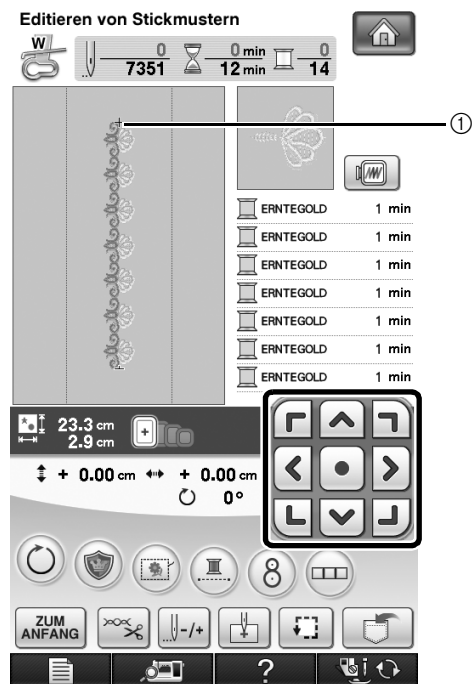 Editieren von Stickmustern
W
0
7351
0 min
12 min
0
14
①
ERNTEGOLD 1 min
ERNTEGOLD 1 min
ERNTEGOLD 1 min
ERNTEGOLD 1 min
ERNTEGOLD 1 min
ERNTEGOLD 1 min
ERNTEGOLD 1 min
23.3 cm
2.9 cm
+ 0.00 cm + 0.00 cm
0°
ZUM
ANFANG
-/+
?